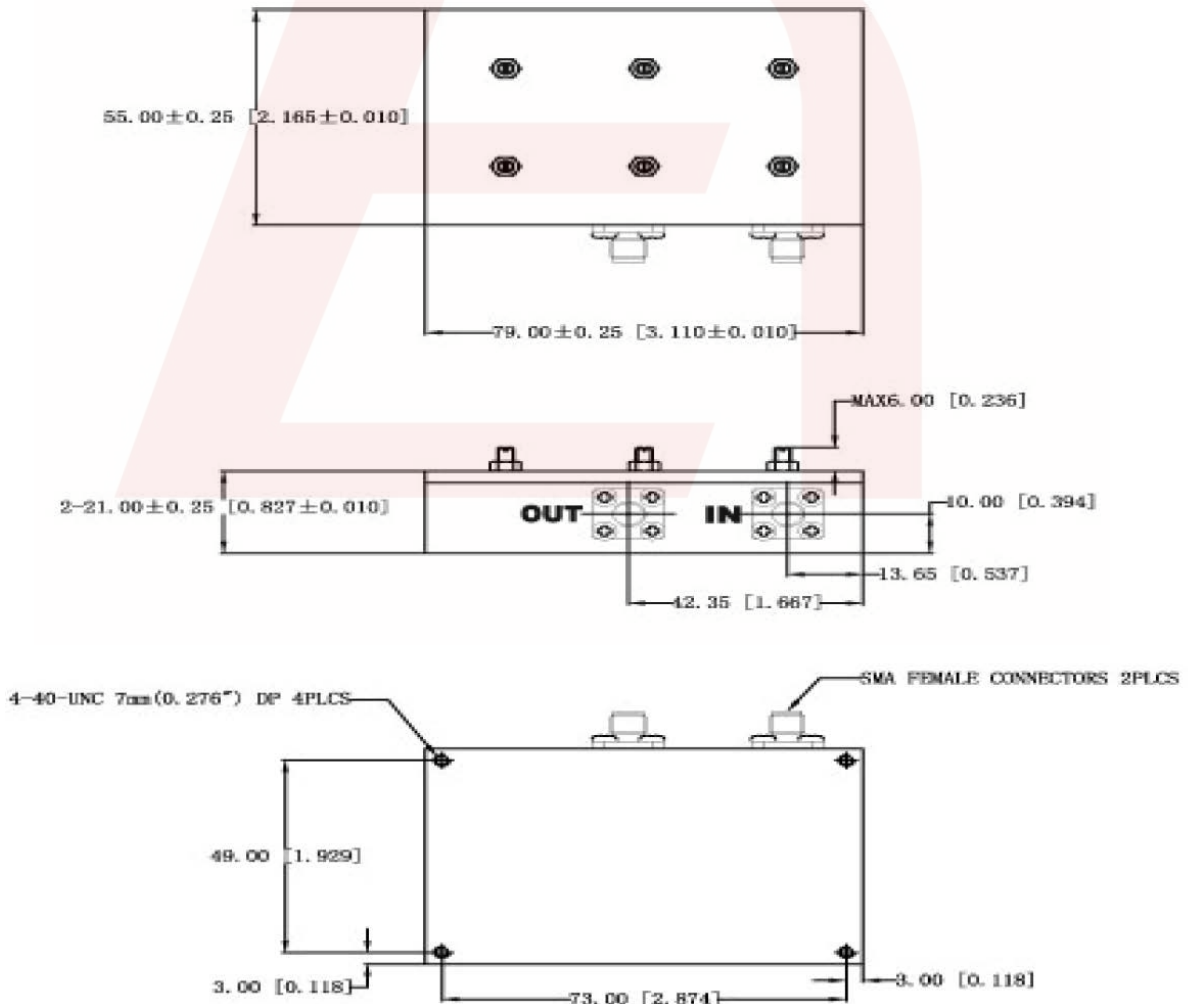 55.00±0.25 [2.165±0.010]
79.00±0.25 [3.110±0.010]
MAX6.00 [0.236]
2-21.00±0.25 [0.827±0.010]
OUT
IN
10.00 [0.394]
13.65 [0.537]
42.35 [1.667]
SMA FEMALE CONNECTORS 2PLCS
4-40-UNC 7mm(0.276") DP 4PLCS
49.00 [1.929]
3.00 [0.118]
3.00 [0.118]
73.00 [2.874]